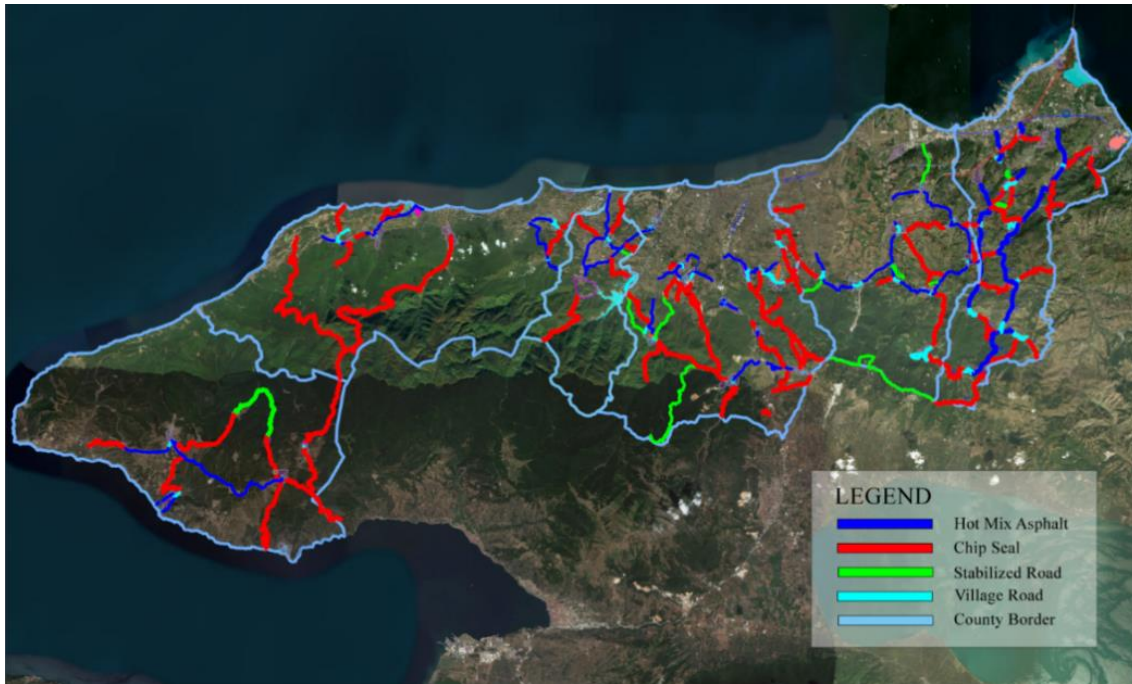 LEGEND
Hot Mix Asphalt
Chip Seal
Stabilized Road
Village Road
County Border